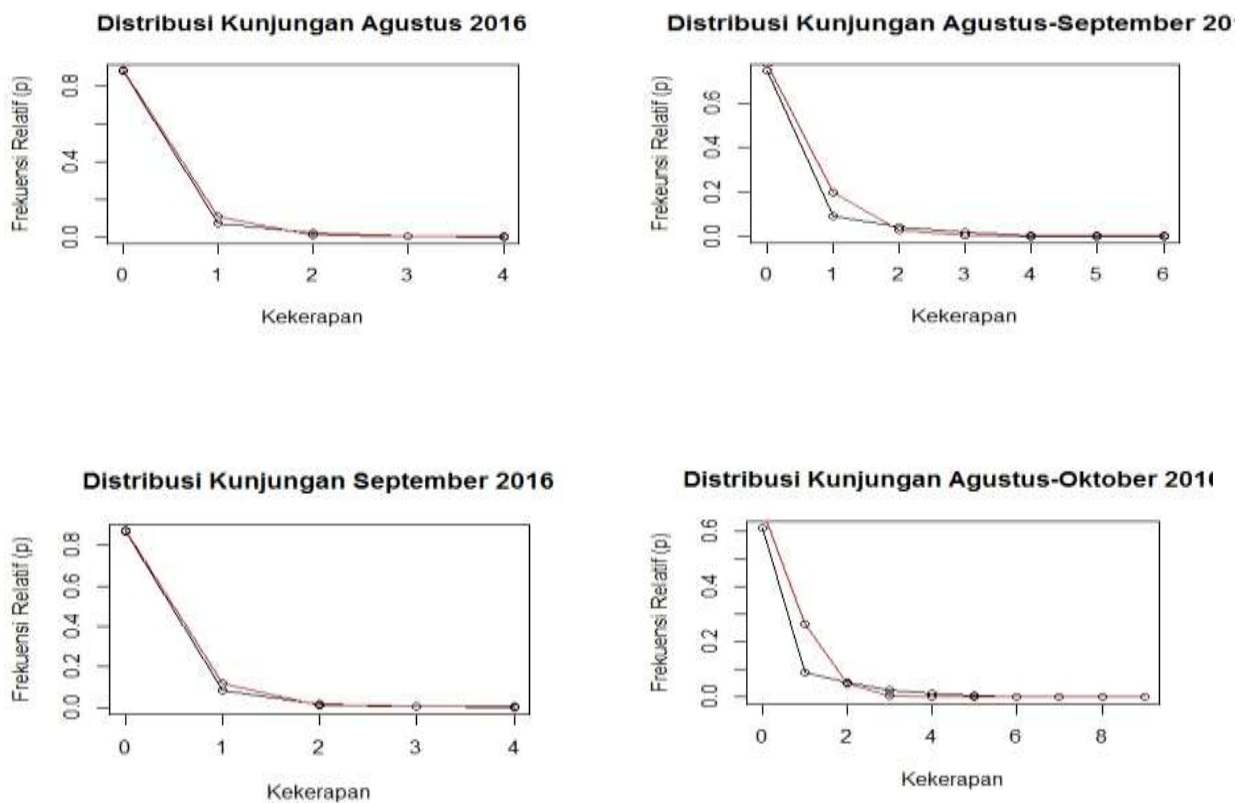 Distribusi Kunjungan Agustus 2016
Frekuensi Relatif (p)
0.8
0.4
0.0
0 1 2 3 4
Kekerapan
Distribusi Kunjungan Agustus-September 201
Frekeunsi Relatif (p)
0.6
0.4
0.2
0.0
0 1 2 3 4 5 6
Kekerapan
Distribusi Kunjungan September 2016
Frekuensi Relatif (p)
0.8
0.6
0.4
0.2
0.0
0 1 2 3 4
Kekerapan
Distribusi Kunjungan Agustus-Oktober 201
Frekuensi Relatif (p)
0.6
0.4
0.2
0.0
0 2 4 6 8
Kekerapan